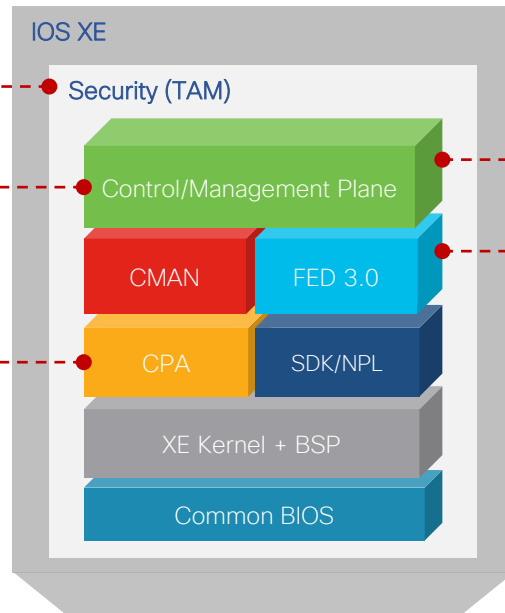 IOS XE
Security (TAM)
Control/Management Plane
CMAN
FED 3.0
CPA
SDK/NPL
XE Kernel + BSP
Common BIOS